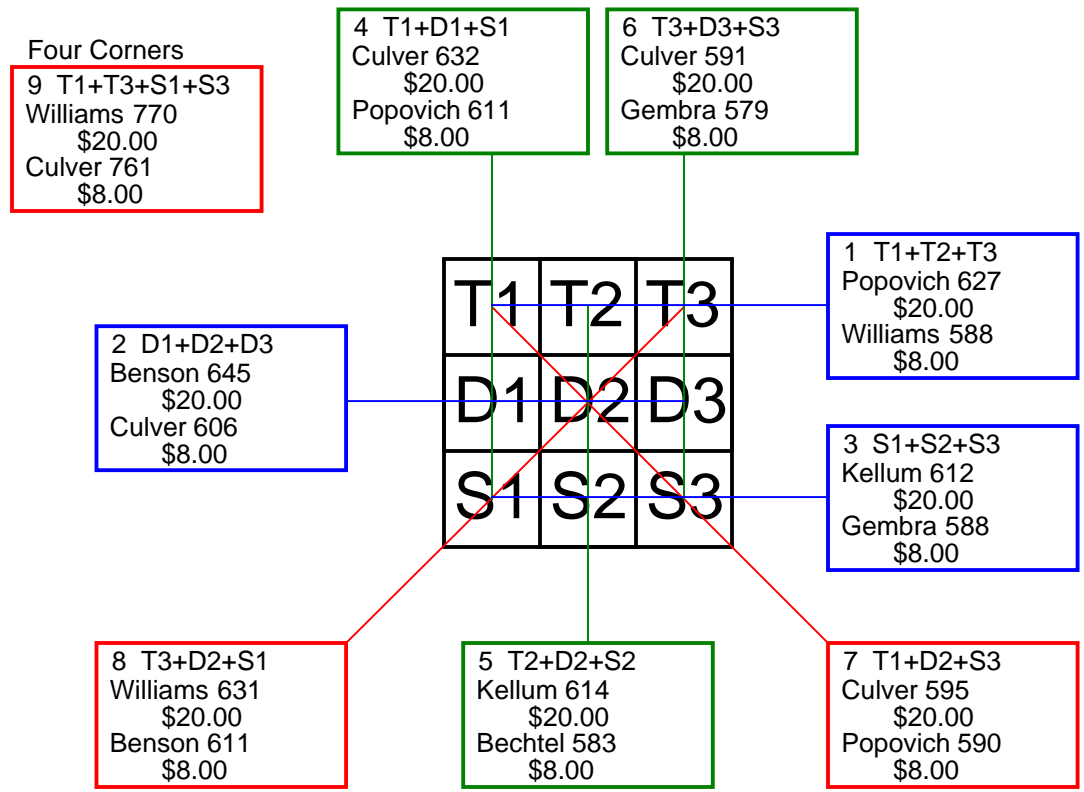 4 T1+D1+S1
Culver 632
$20.00
Popovich 611
$8.00
6 T3+D3+S3
Culver 591
$20.00
Gembra 579
$8.00
Four Corners
9 T1+T3+S1+S3
Williams 770
$20.00
Culver 761
$8.00
1 T1+T2+T3
Popovich 627
$20.00
Williams 588
$8.00
T1 T2 T3
2 D1+D2+D3
Benson 645
$20.00
Culver 606
$8.00
D1 D2 D3
3 S1+S2+S3
Kellum 612
$20.00
Gembra 588
$8.00
S1 S2 S3
8 T3+D2+S1
Williams 631
$20.00
Benson 611
$8.00
5 T2+D2+S2
Kellum 614
$20.00
Bechtel 583
$8.00
7 T1+D2+S3
Culver 595
$20.00
Popovich 590
$8.00